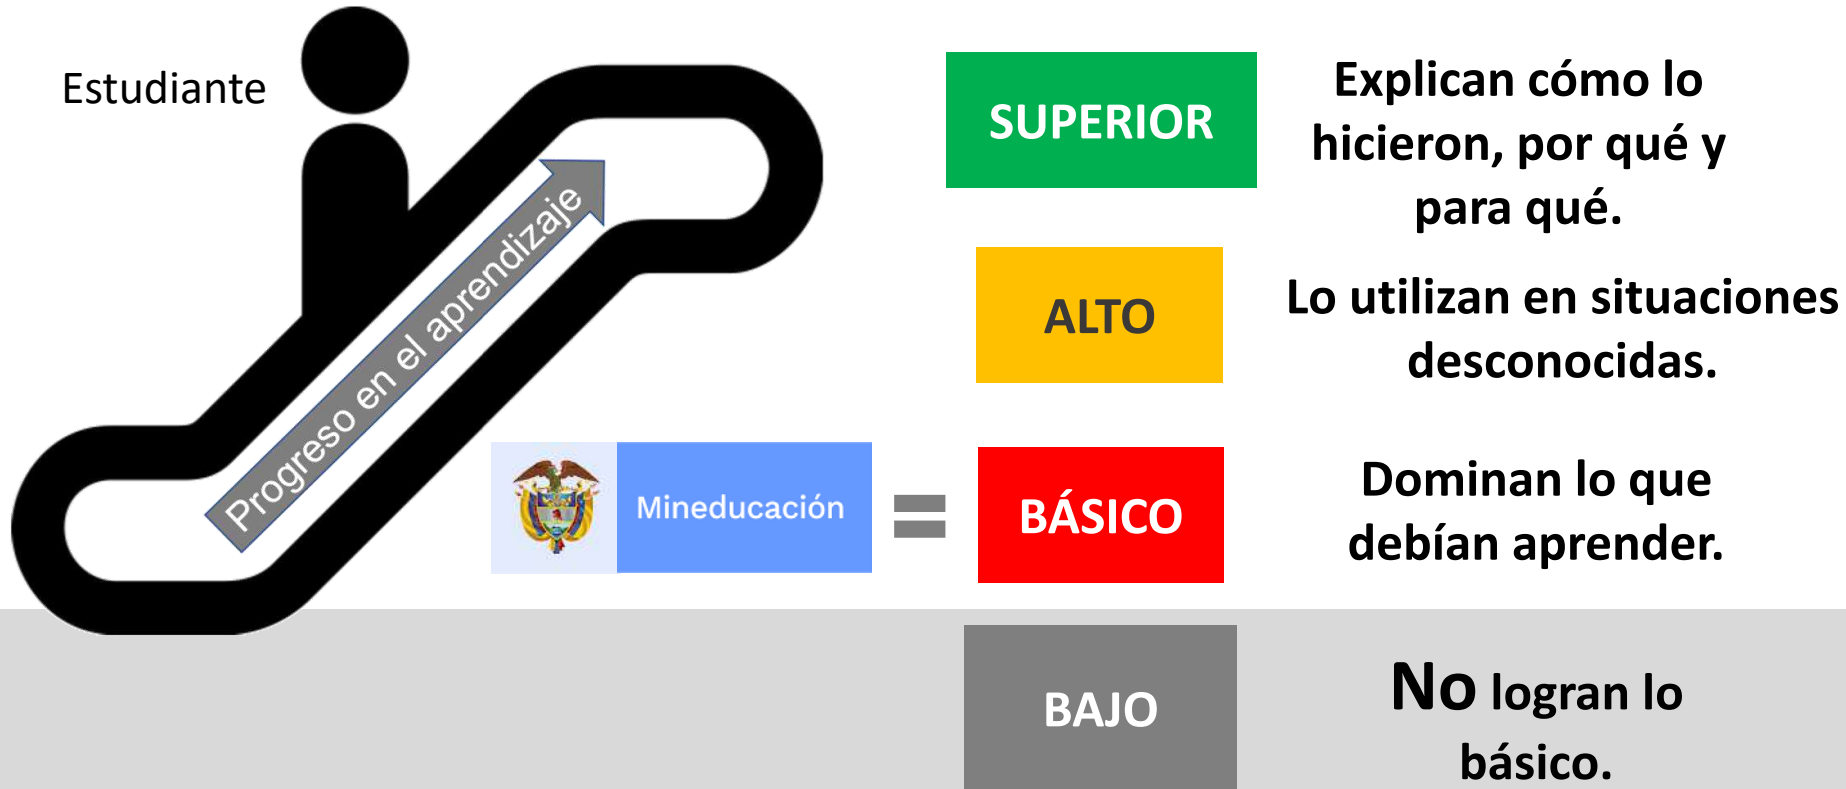 Estudiante
Progreso en el aprendizaje
SUPERIOR
Explican cómo lo
hicieron, por qué y
para qué.
ALTO
Lo utilizan en situaciones
desconocidas.
Mineducación
=
BÁSICO
Dominan lo que
debían aprender.
BAJO
No logran lo
básico.